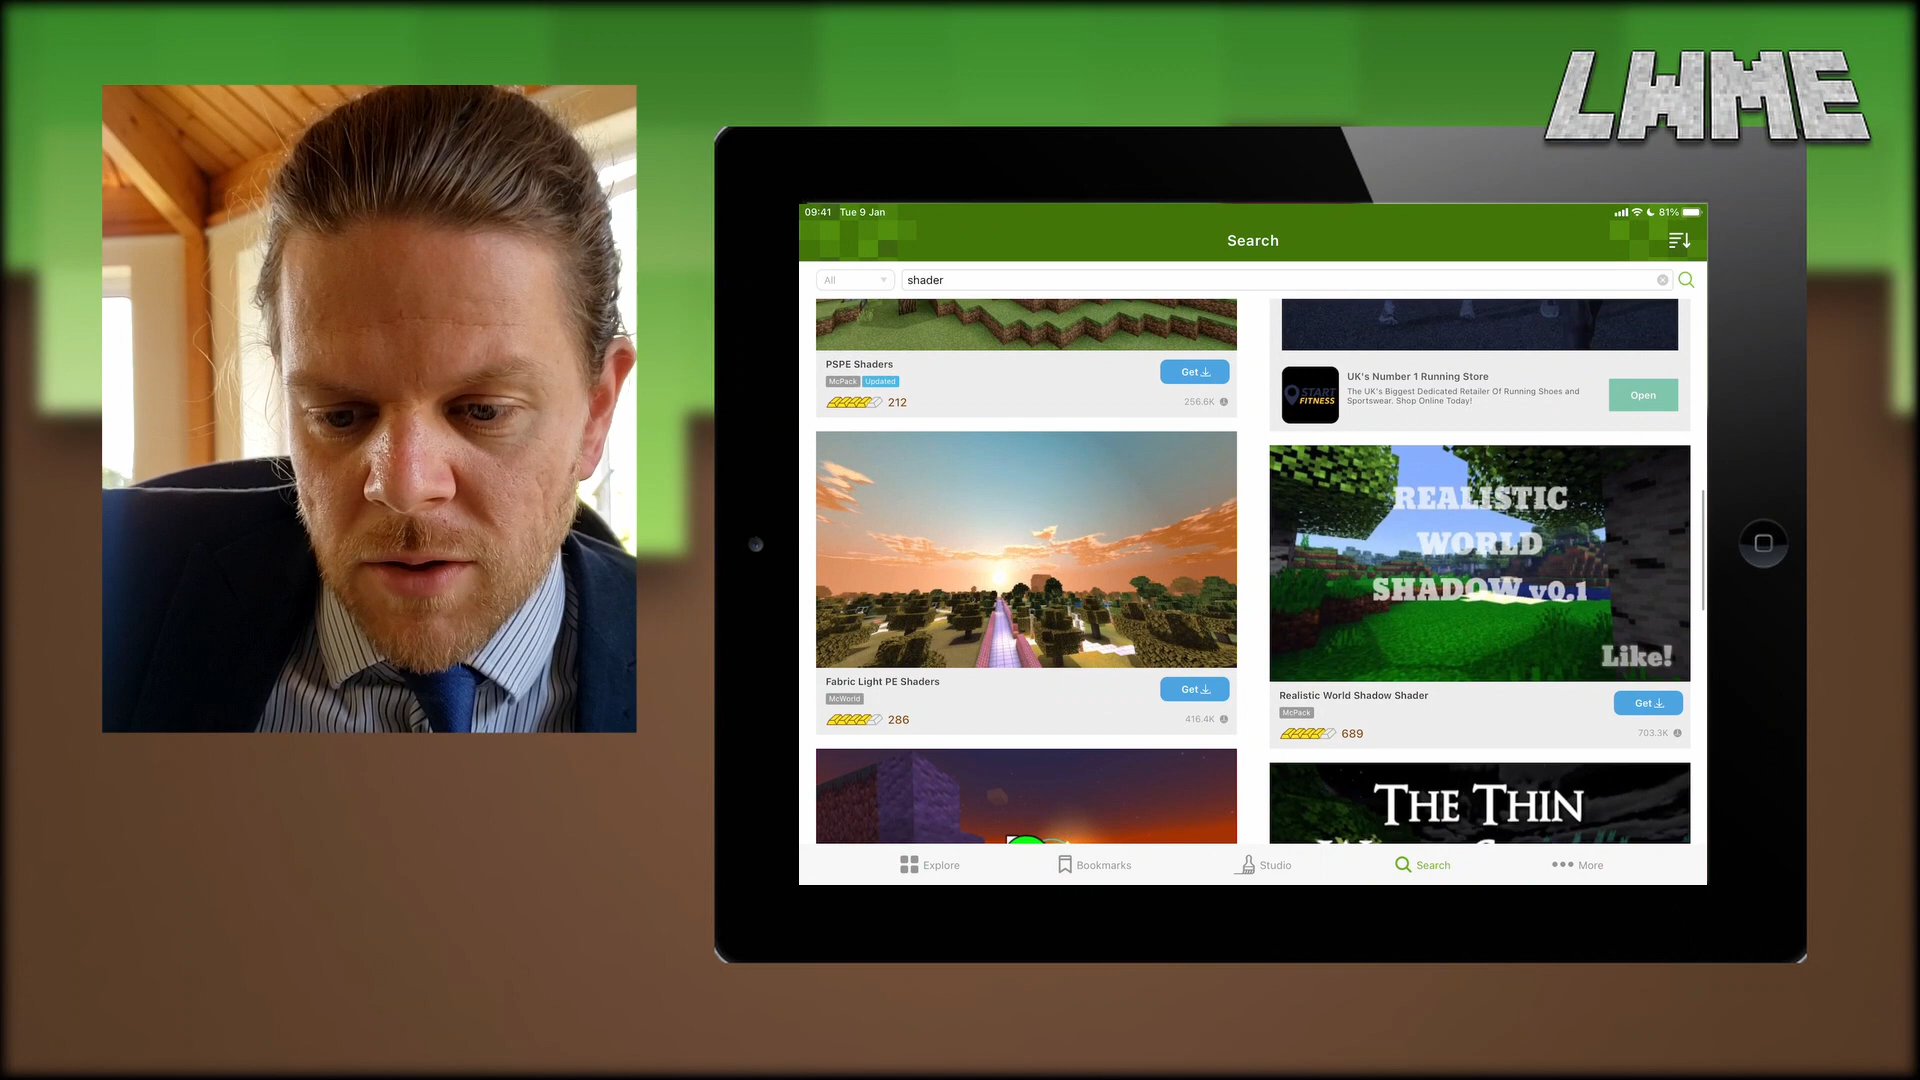 LWME
09:41 Tue 9 Jan
81%
Search
All
shader
PSPE Shaders
McPack Updated
212
256.6K
Get
UK's Number 1 Running Store
The UK's Biggest Dedicated Retailer Of Running Shoes and
Sportswear. Shop Online Today!
START
FITNESS
Open
Fabric Light PE Shaders
McWorld
286
416.4K
Get
REALISTIC
WORLD
SHADOW v0.1
Like!
Realistic World Shadow Shader
McPack
689
703.3K
Get
THE THIN
Explore
Bookmarks
Studio
Search
More